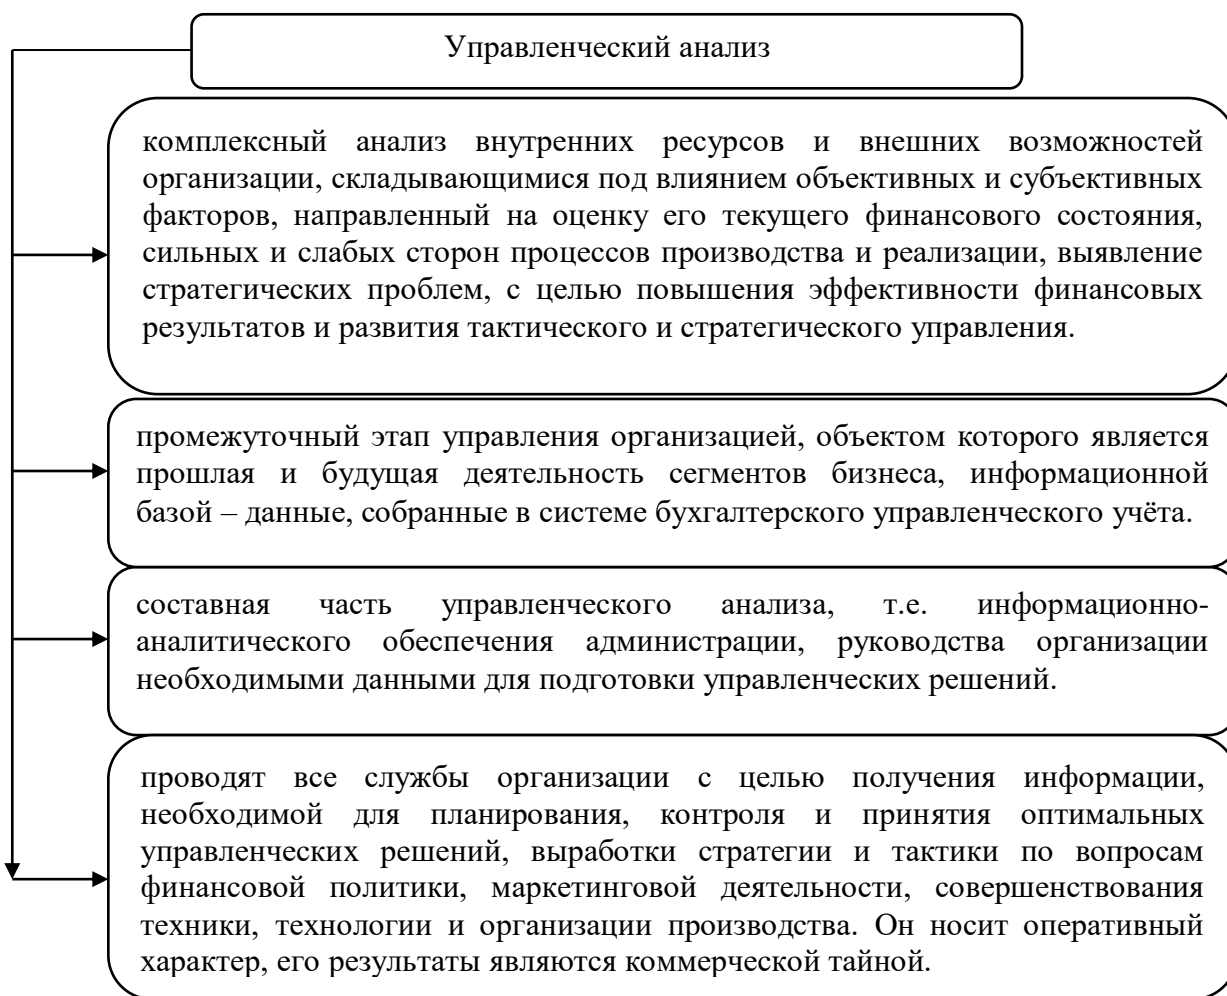 Управленческий анализ
комплексный анализ внутренних ресурсов и внешних возможностей
организации, складывающимися под влиянием объективных и субъективных
факторов, направленный на оценку его текущего финансового состояния,
сильных и слабых сторон процессов производства и реализации, выявление
стратегических проблем, с целью повышения эффективности финансовых
результатов и развития тактического и стратегического управления.
промежуточный этап управления организацией, объектом которого является
прошлая и будущая деятельность сегментов бизнеса, информационной
базой – данные, собранные в системе бухгалтерского управленческого учёта.
составная часть управленческого анализа, т.е. информационно-
аналитического обеспечения администрации, руководства организации
необходимыми данными для подготовки управленческих решений.
проводят все службы организации с целью получения информации,
необходимой для планирования, контроля и принятия оптимальных
управленческих решений, выработки стратегии и тактики по вопросам
финансовой политики, маркетинговой деятельности, совершенствования
техники, технологии и организации производства. Он носит оперативный
характер, его результаты являются коммерческой тайной.